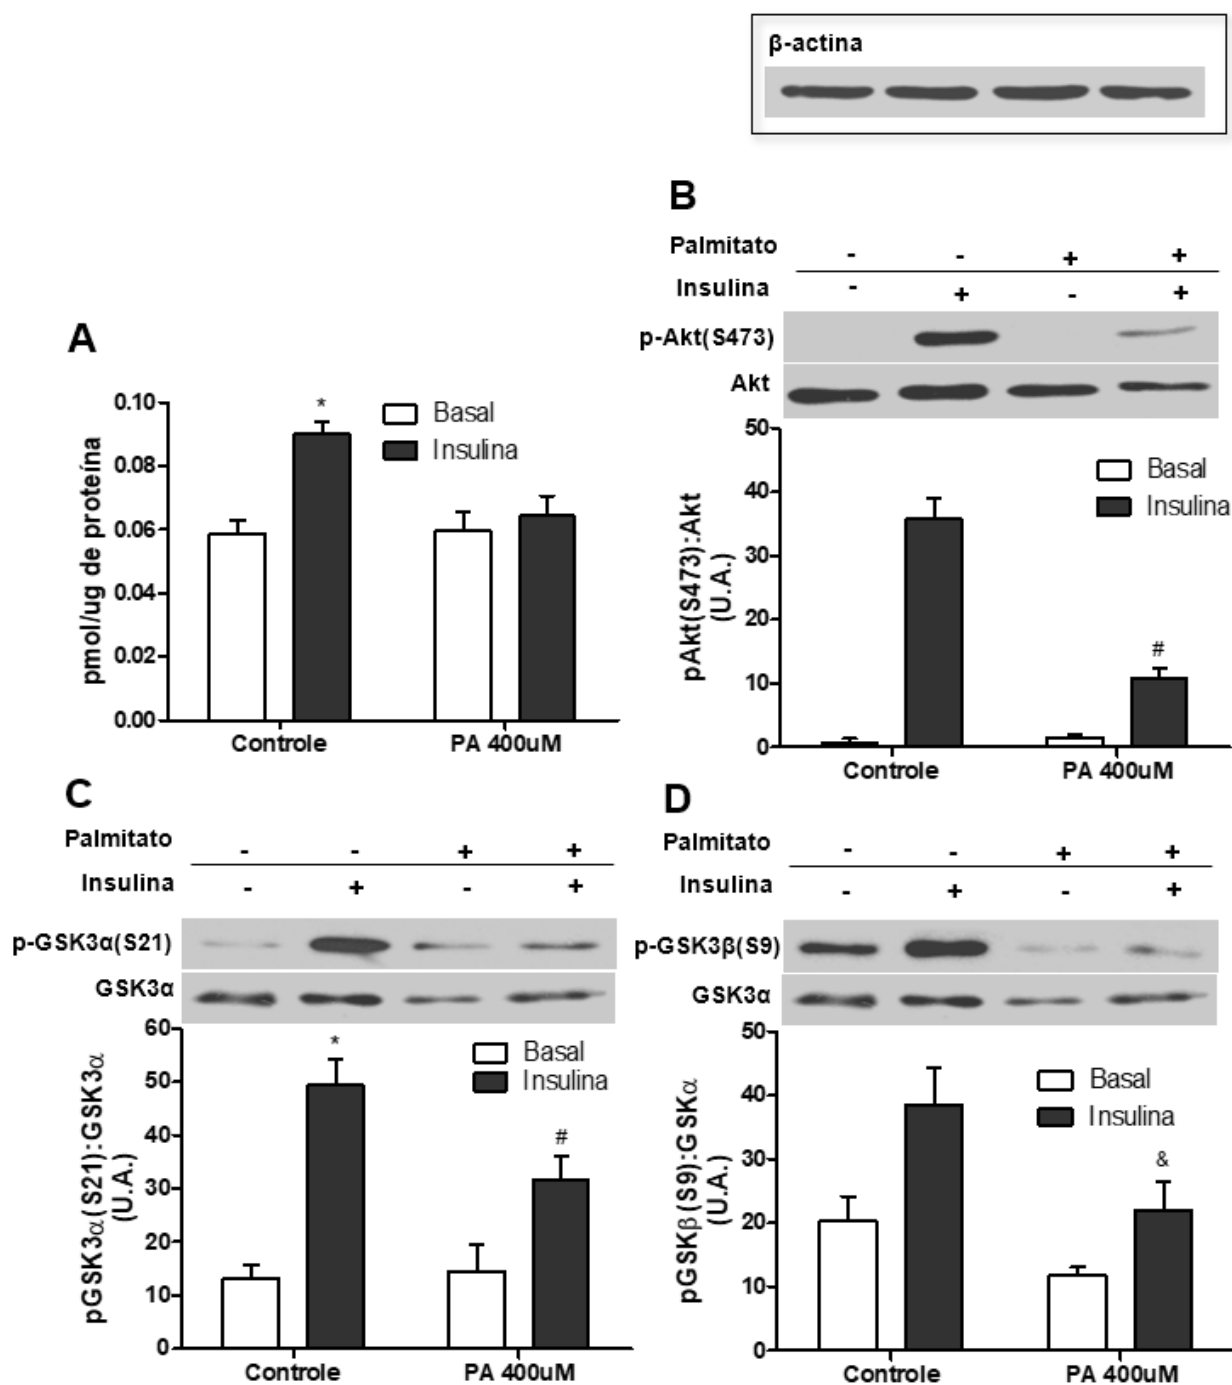 β-actina
B
Palmitato - - + +
Insulina - + - +
p-Akt(S473)
Akt
pAkt(S473):Akt
(U.A.)
50
40
30
20
10
0
Basal
Insulina
#
Controle PA 400uM
A
pmol/ug de proteína
0.10
0.08
0.06
0.04
0.02
0.00
*
Basal
Insulina
Controle PA 400uM
C
Palmitato - - + +
Insulina - + - +
p-GSK3α(S21)
GSK3α
pGSK3α(S21):GSK3α
(U.A.)
60
50
40
30
20
10
0
*
Basal
Insulina
#
Controle PA 400uM
D
Palmitato - - + +
Insulina - + - +
p-GSK3β(S9)
GSK3α
pGSKβ(S9):GSKα
(U.A.)
50
40
30
20
10
0
Basal
Insulina
&
Controle PA 400uM